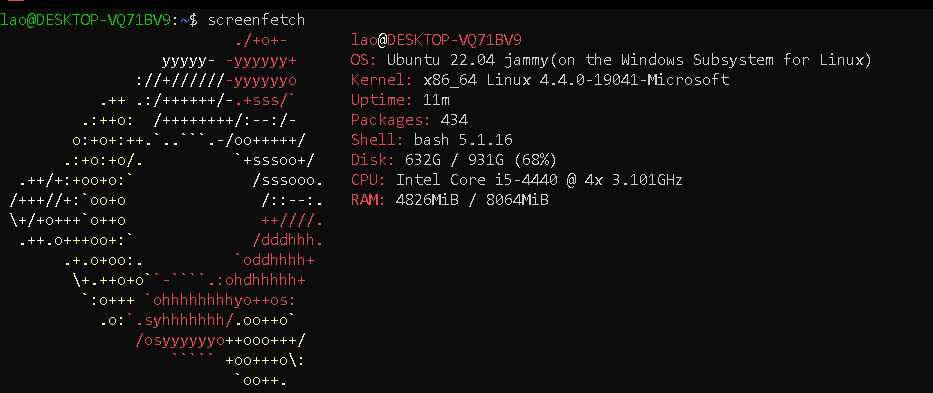 lao@DESKTOP-VQ71BV9:~$ screenfetch
                          ./+o+-       lao@DESKTOP-VQ71BV9
                  yyyyy- -yyyyyy+      OS: Ubuntu 22.04 jammy(on the Windows Subsystem for Linux)
               ://+//////-yyyyyyo      Kernel: x86_64 Linux 4.4.0-19041-Microsoft
           .++ .:/++++++/-.+sss/`      Uptime: 11m
         .:++o:  /++++++++/:--:/-      Packages: 434
        o:+o+:++.`..```.-/oo+++++/     Shell: bash 5.1.16
       .:+o:+o/.          `+sssoo+/    Disk: 632G / 931G (68%)
  .++/+:+oo+o:`             /sssooo.   CPU: Intel Core i5-4440 @ 4x 3.101GHz
 /+++//+:`oo+o               /::--:.   RAM: 4826MiB / 8064MiB
 \+/+o+++`o++o               ++////.
  .++.o+++oo+:`             /dddhhh.
       .+.o+oo:.          `oddhhhh+
        \+.++o+o``-````.:ohdhhhhh+
         `:o+++ `ohhhhhhhhyo++os:
           .o:`.syhhhhhhh/.oo++o`
               /osyyyyyyo++ooo+++/
                   ````` +oo+++o\:
                          `oo++.